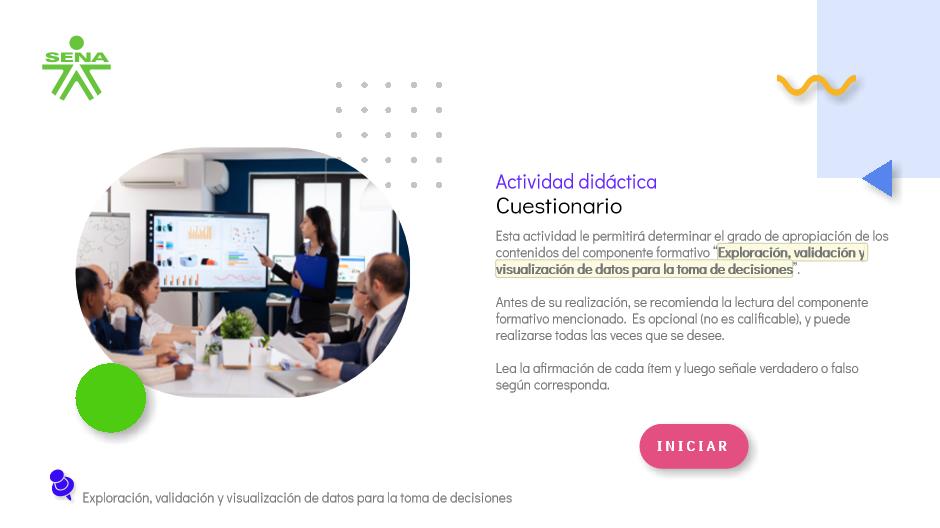 SENA
Actividad didáctica
Cuestionario
Esta actividad le permitirá determinar el grado de apropiación de los
contenidos del componente formativo “Exploración, validación y
visualización de datos para la toma de decisiones”.
Antes de su realización, se recomienda la lectura del componente
formativo mencionado. Es opcional (no es calificable), y puede
realizarse todas las veces que se desee.
Lea la afirmación de cada ítem y luego señale verdadero o falso
según corresponda.
INICIAR
Exploración, validación y visualización de datos para la toma de decisiones